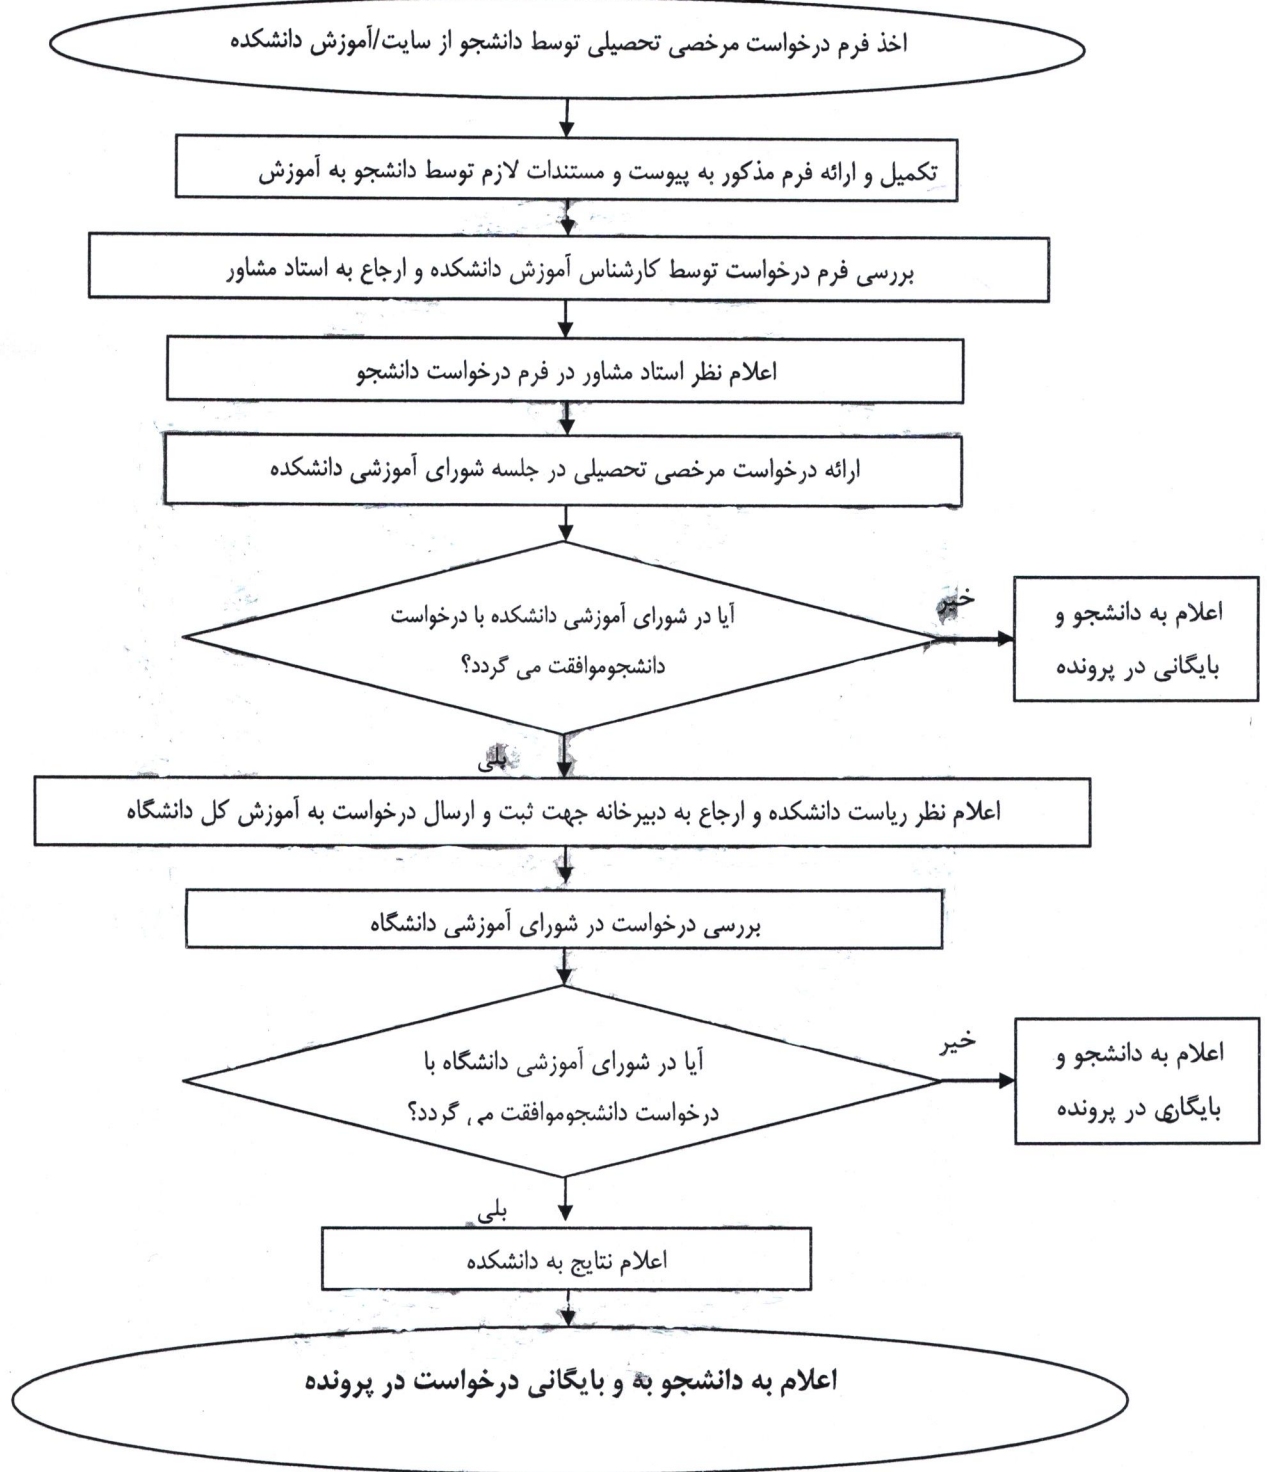 اخذ فرم درخواست مرخصی تحصیلی توسط دانشجو از سایت/آموزش دانشکده
تکمیل و ارائه فرم مذکور به پیوست و مستندات لازم توسط دانشجو به آموزش
بررسی فرم درخواست توسط کارشناس آموزش دانشکده و ارجاع به استاد مشاور
اعلام نظر استاد مشاور در فرم درخواست دانشجو
ارائه درخواست مرخصی تحصیلی در جلسه شورای آموزشی دانشکده
آیا در شورای آموزشی دانشکده با درخواست
دانشجوموافقت می گردد؟
خیر
اعلام به دانشجو و
بایگانی در پرونده
بلی
اعلام نظر ریاست دانشکده و ارجاع به دبیرخانه جهت ثبت و ارسال درخواست به آموزش کل دانشگاه
بررسی درخواست در شورای آموزشی دانشگاه
آیا در شورای آموزشی دانشگاه با
درخواست دانشجوموافقت می گردد؟
خیر
اعلام به دانشجو و
بایگاری در پرونده
بلی
اعلام نتایج به دانشکده
اعلام به دانشجو به و بایگانی درخواست در پرونده